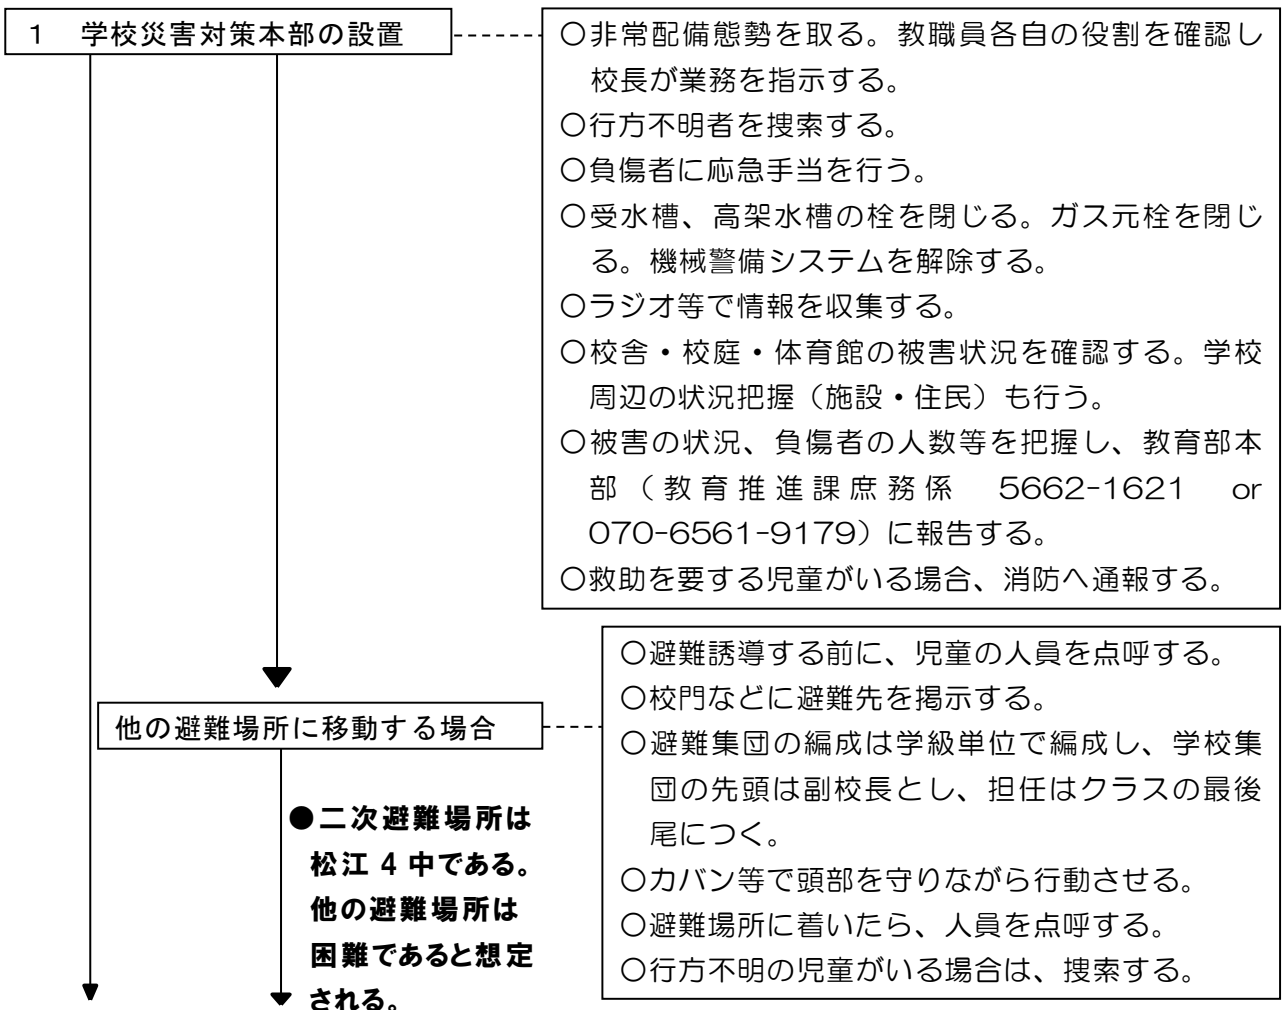 1　学校災害対策本部の設置
〇非常配備態勢を取る。教職員各自の役割を確認し
校長が業務を指示する。
〇行方不明者を捜索する。
〇負傷者に応急手当を行う。
〇受水槽、高架水槽の栓を閉じる。ガス元栓を閉じ
る。機械警備システムを解除する。
〇ラジオ等で情報を収集する。
〇校舎・校庭・体育館の被害状況を確認する。学校
周辺の状況把握（施設・住民）も行う。
〇被害の状況、負傷者の人数等を把握し、教育部本
部（教育推進課庶務係　5662-1621　or
070-6561-9179）に報告する。
〇救助を要する児童がいる場合、消防へ通報する。
他の避難場所に移動する場合
〇避難誘導する前に、児童の人員を点呼する。
〇校門などに避難先を掲示する。
〇避難集団の編成は学級単位で編成し、学校集
団の先頭は副校長とし、担任はクラスの最後
尾につく。
〇カバン等で頭部を守りながら行動させる。
〇避難場所に着いたら、人員を点呼する。
〇行方不明の児童がいる場合は、捜索する。
●二次避難場所は
松江 4 中である。
他の避難場所は
困難であると想定
される。